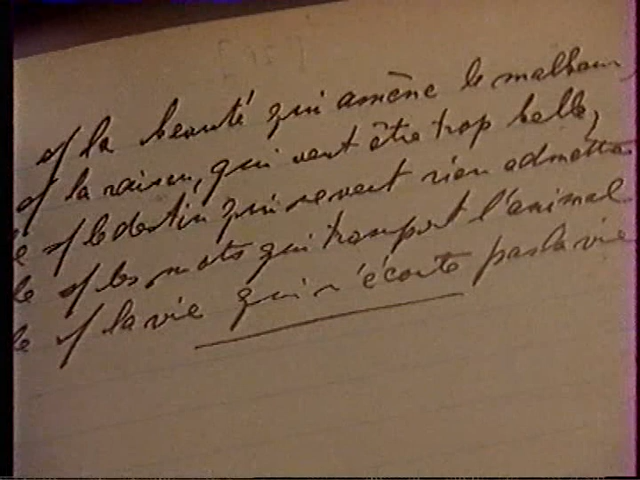 la beauté qui amène le malheur,
la raison, qui veut être trop belle,
le destin qui ne veut rien admettre
les mots qui trompent l'animal
la vie qui n'écoute pas la vie